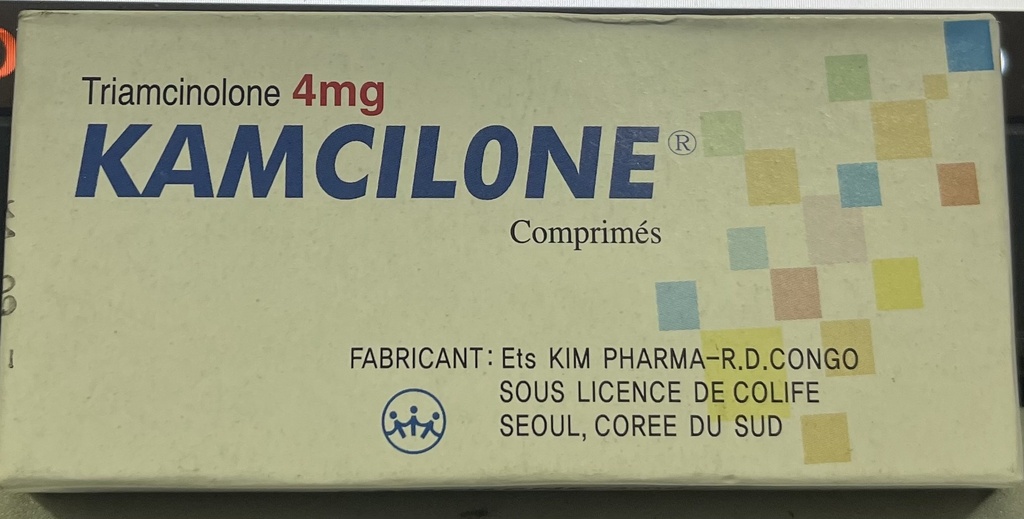 Triamcinolone 4mg
KAMCILONE®
Comprimés
FABRICANT: Ets KIM PHARMA-R.D.CONGO
SOUS LICENCE DE COLIFE
SEOUL, COREE DU SUD